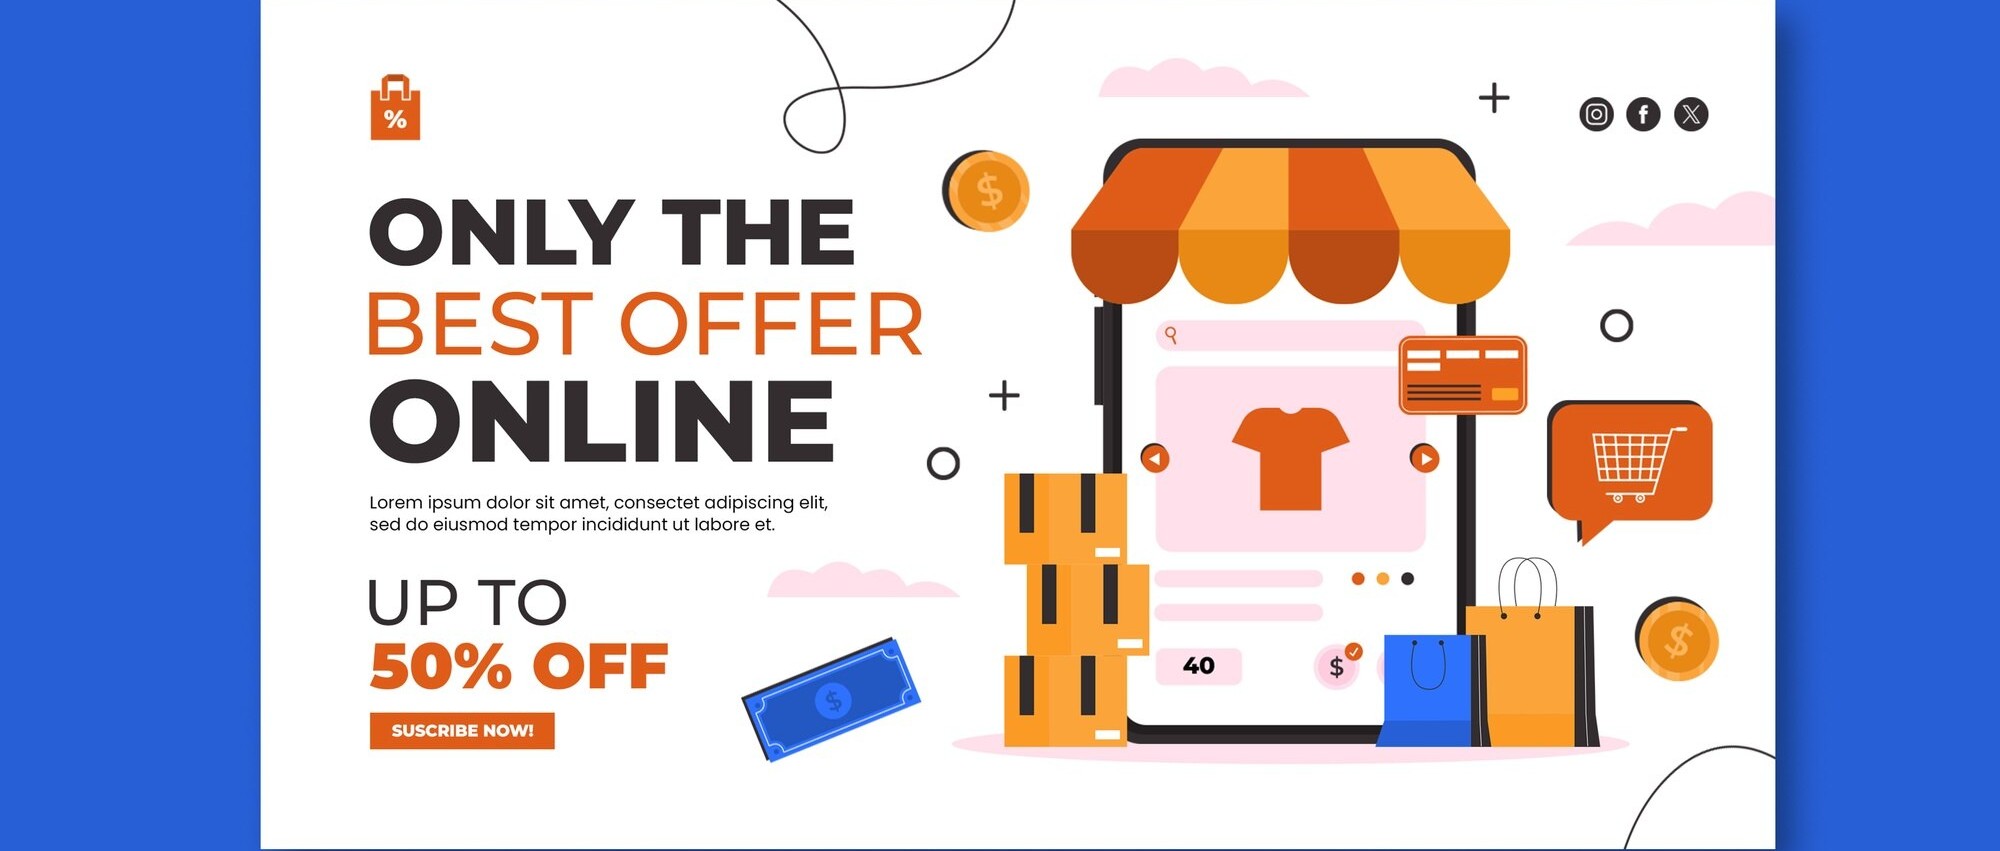 %
ONLY THE
BEST OFFER
ONLINE
Lorem ipsum dolor sit amet, consectet adipiscing elit,
sed do eiusmod tempor incididunt ut labore et.
UP TO
50% OFF
SUSCRIBE NOW!
$
40
$
$
$